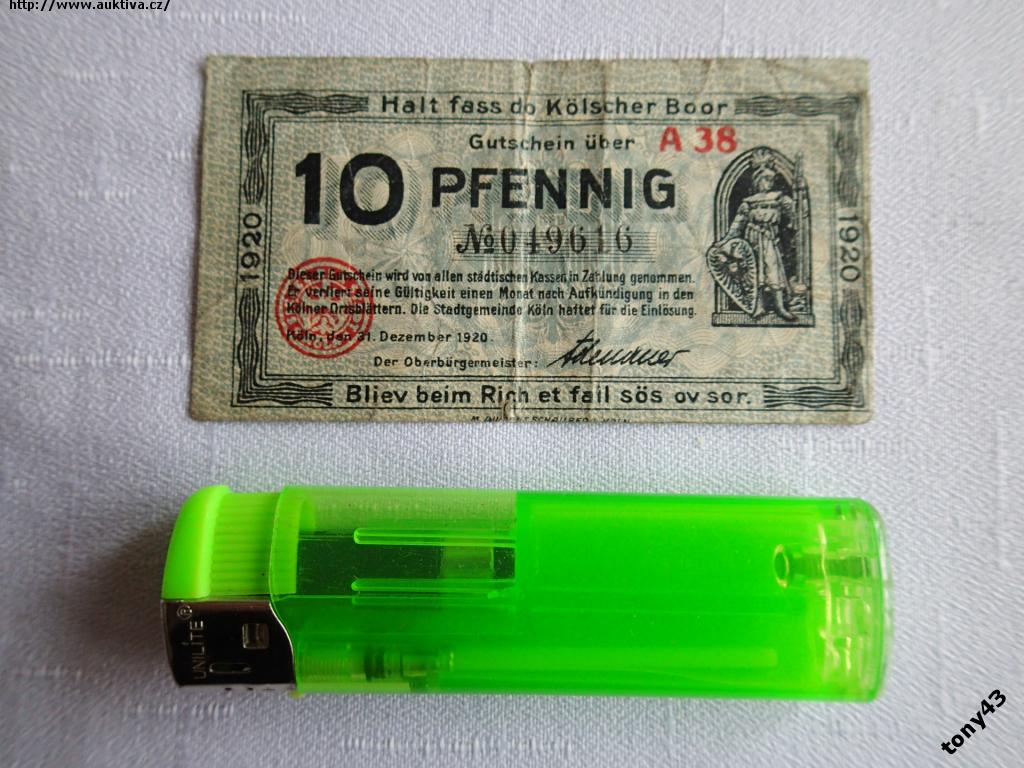 http://www.auktiva.cz/
Halt fass do Kölscher Boor
Gutschein über A 38
10 PFENNIG
№049616
1920
1920
Dieser Gutschein wird von allen städtischen Kassen in Zahlung genommen.
Er verliert seine Gültigkeit einen Monat nach Aufkündigung in den
Kölner Ortsblättern. Die Stadtgemeinde Köln haftet für die Einlösung.
Köln, den 31. Dezember 1920.
Der Oberbürgermeister: Adenauer
Bliev beim Rich et fall sös ov sor.
UNILITE®
tony43